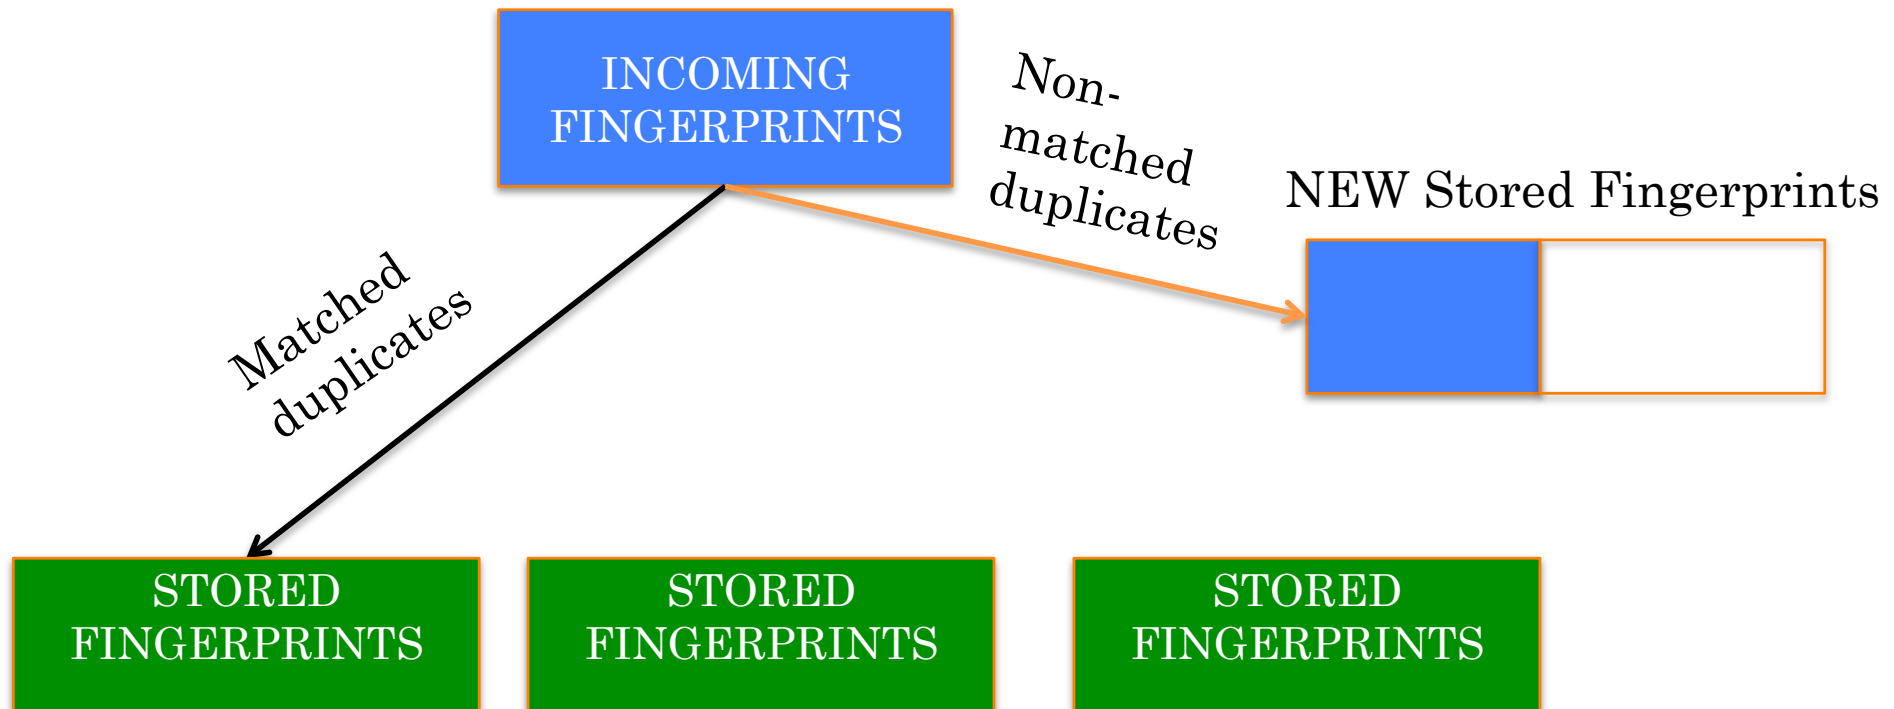 INCOMING
FINGERPRINTS
Non-
matched
duplicates
NEW Stored Fingerprints
Matched
duplicates
STORED
FINGERPRINTS
STORED
FINGERPRINTS
STORED
FINGERPRINTS